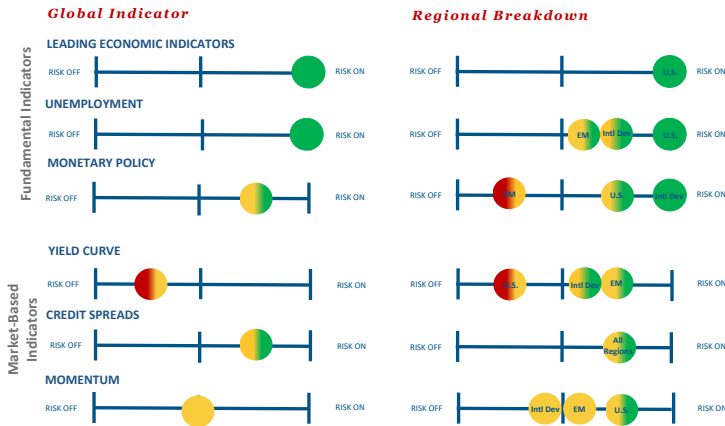 Global Indicator
Regional Breakdown
Fundamental Indicators
LEADING ECONOMIC INDICATORS
RISK OFF
RISK ON
RISK OFF
U.S.
RISK ON
UNEMPLOYMENT
RISK OFF
RISK ON
RISK OFF
EM
Intl Dev
U.S.
RISK ON
MONETARY POLICY
RISK OFF
RISK ON
RISK OFF
EM
U.S.
Intl Dev
RISK ON
Market-Based
Indicators
YIELD CURVE
RISK OFF
RISK ON
RISK OFF
U.S.
Intl Dev
EM
RISK ON
CREDIT SPREADS
RISK OFF
RISK ON
RISK OFF
All
Regions
RISK ON
MOMENTUM
RISK OFF
RISK ON
RISK OFF
Intl Dev
EM
U.S.
RISK ON